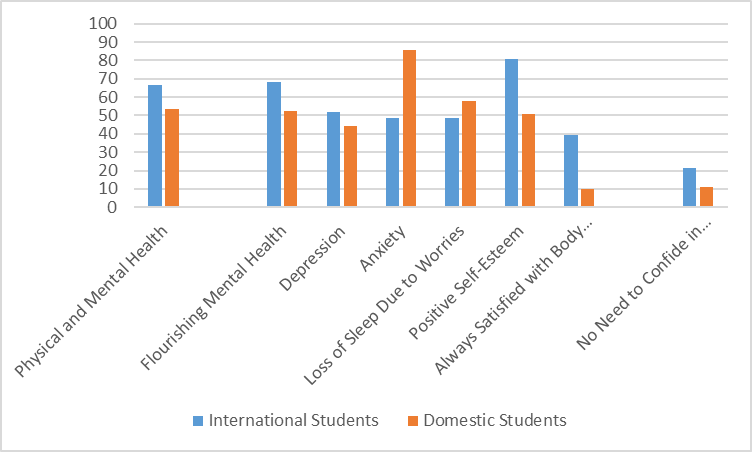 100
90
80
70
60
50
40
30
20
10
0
Physical and Mental Health
Flourishing Mental Health
Depression
Anxiety
Loss of Sleep Due to Worries
Positive Self-Esteem
Always Satisfied with Body...
No Need to Confide in...
International Students
Domestic Students